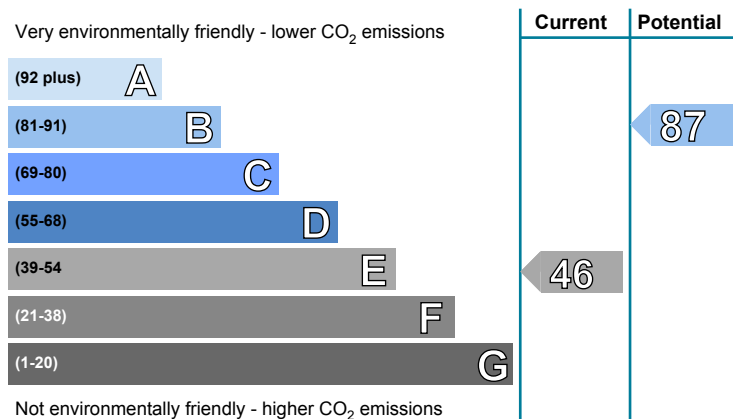 Current Potential
Very environmentally friendly - lower CO₂ emissions
(92 plus) A
(81-91) B
87
(69-80) C
(55-68) D
(39-54 E
46
(21-38) F
(1-20) G
Not environmentally friendly - higher CO₂ emissions